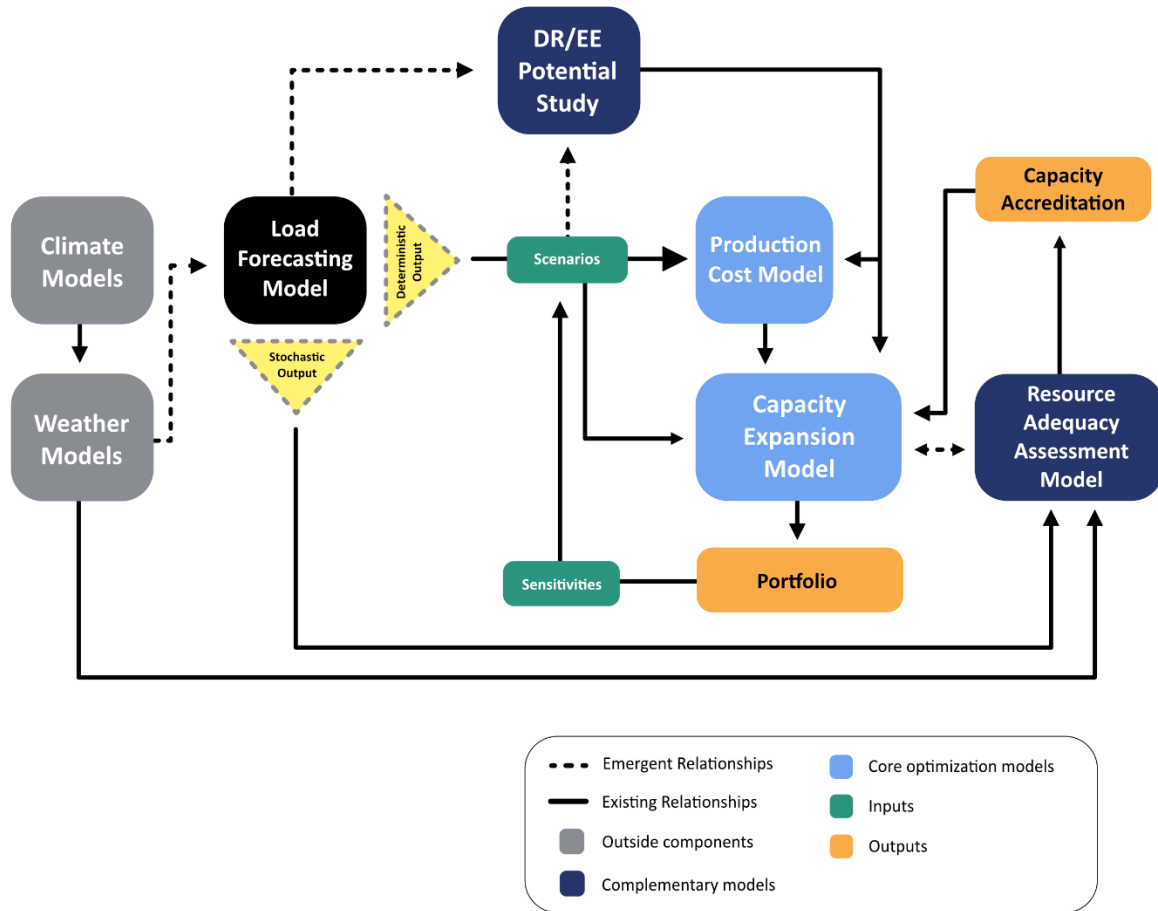 DR/EE
Potential
Study
Climate
Models
Load
Forecasting
Model
Deterministic
Output
Scenarios
Production
Cost Model
Capacity
Accreditation
Stochastic
Output
Weather
Models
Capacity
Expansion
Model
Resource
Adequacy
Assessment
Model
Sensitivities
Portfolio
Emergent Relationships
Existing Relationships
Outside components
Complementary models
Core optimization models
Inputs
Outputs